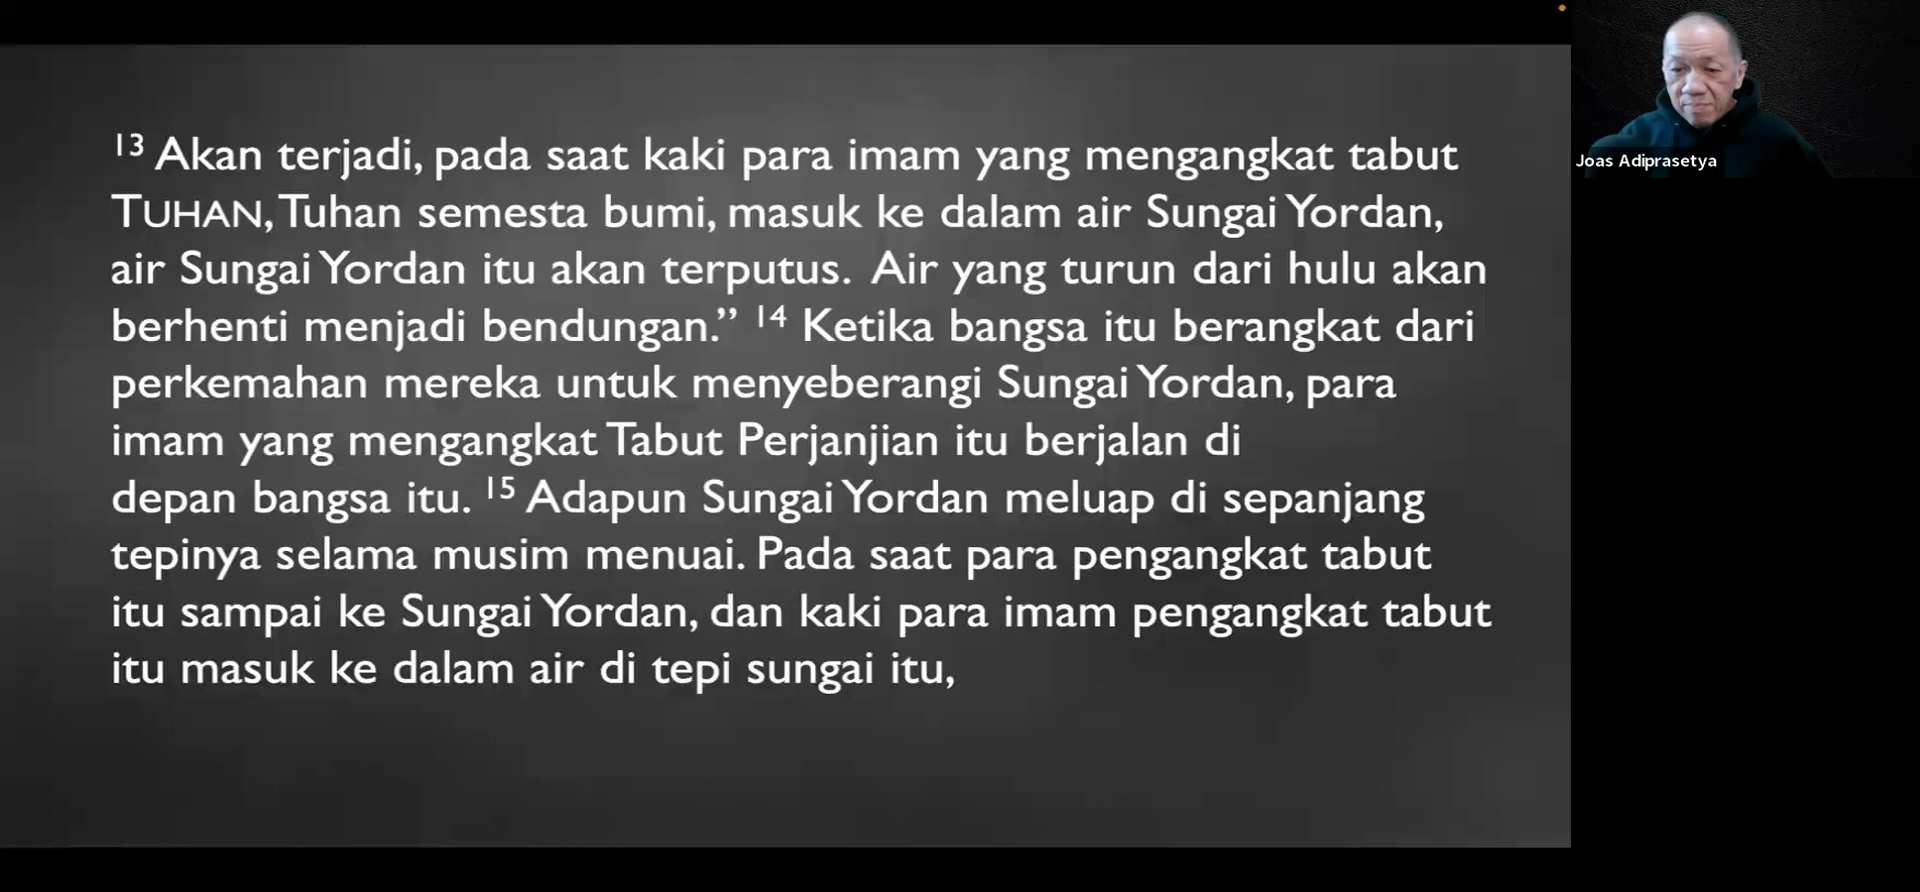 13 Akan terjadi, pada saat kaki para imam yang mengangkat tabut
TUHAN, Tuhan semesta bumi, masuk ke dalam air Sungai Yordan,
air Sungai Yordan itu akan terputus. Air yang turun dari hulu akan
berhenti menjadi bendungan.” 14 Ketika bangsa itu berangkat dari
perkemahan mereka untuk menyeberangi Sungai Yordan, para
imam yang mengangkat Tabut Perjanjian itu berjalan di
depan bangsa itu. 15 Adapun Sungai Yordan meluap di sepanjang
tepinya selama musim menuai. Pada saat para pengangkat tabut
itu sampai ke Sungai Yordan, dan kaki para imam pengangkat tabut
itu masuk ke dalam air di tepi sungai itu,
Joas Adiprasetya